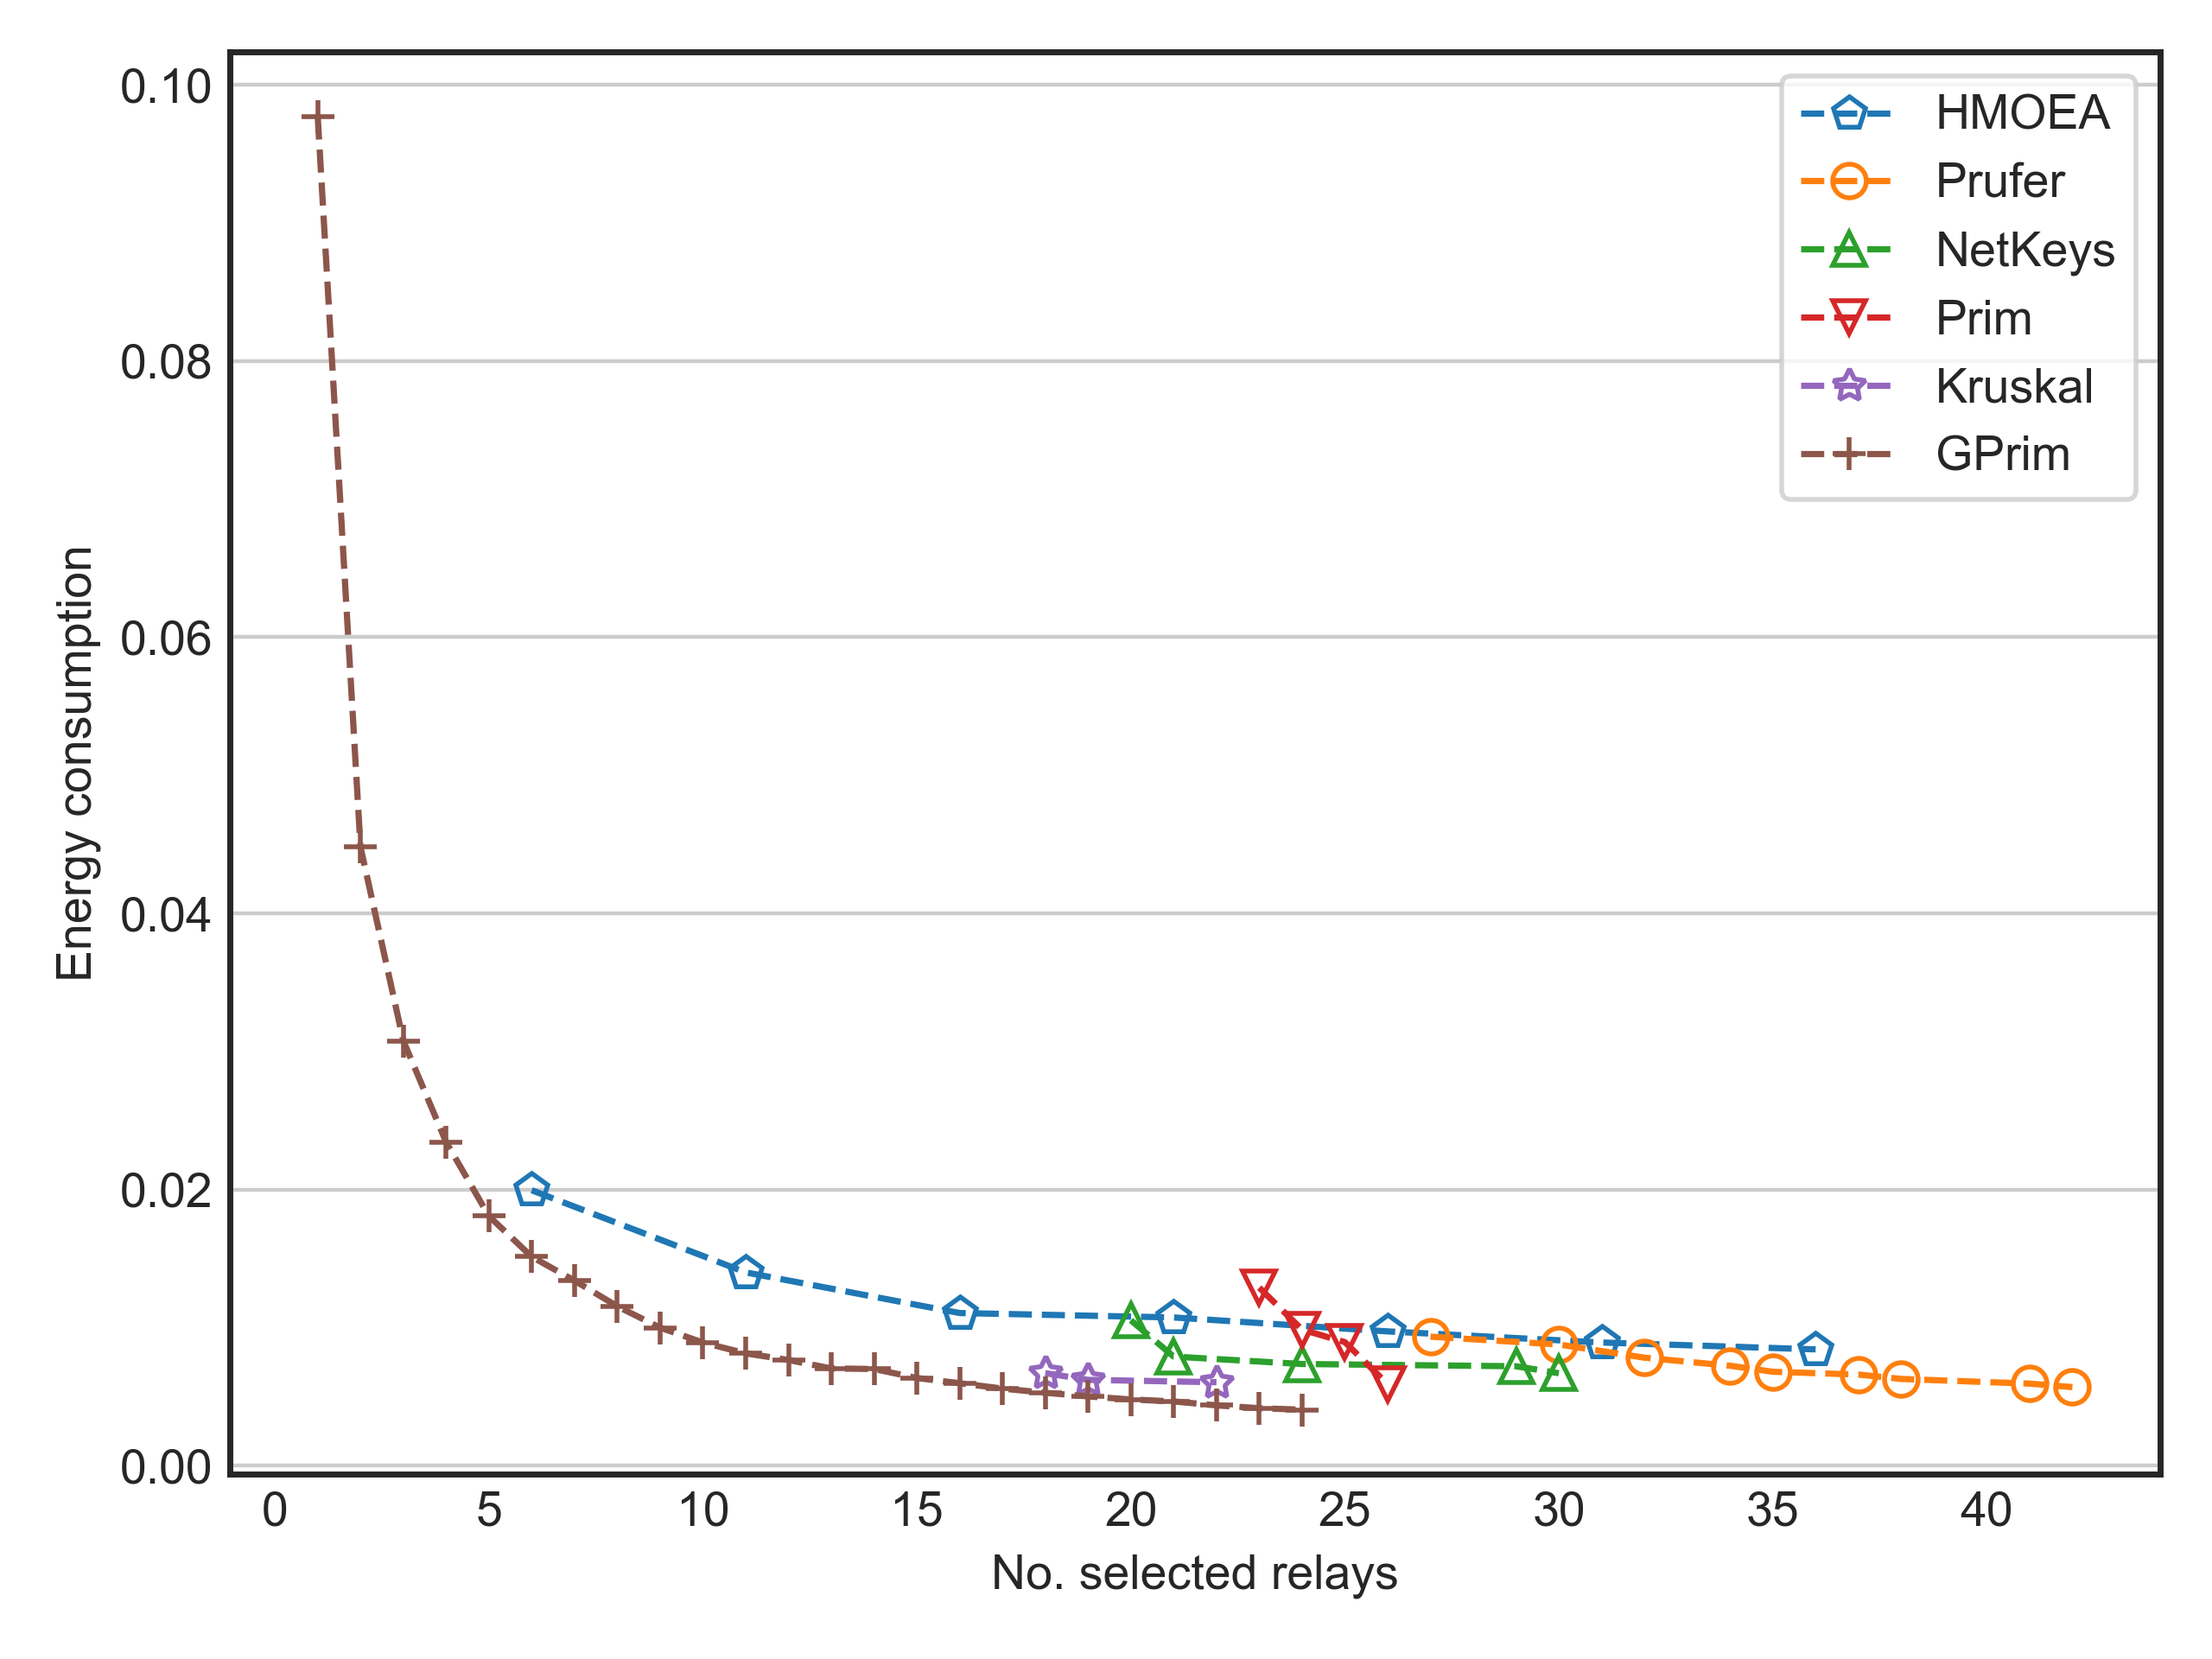 Energy consumption
0.10
0.08
0.06
0.04
0.02
0.00
0 5 10 15 20 25 30 35 40
No. selected relays
HMOEA
Prufer
NetKeys
Prim
Kruskal
GPrim